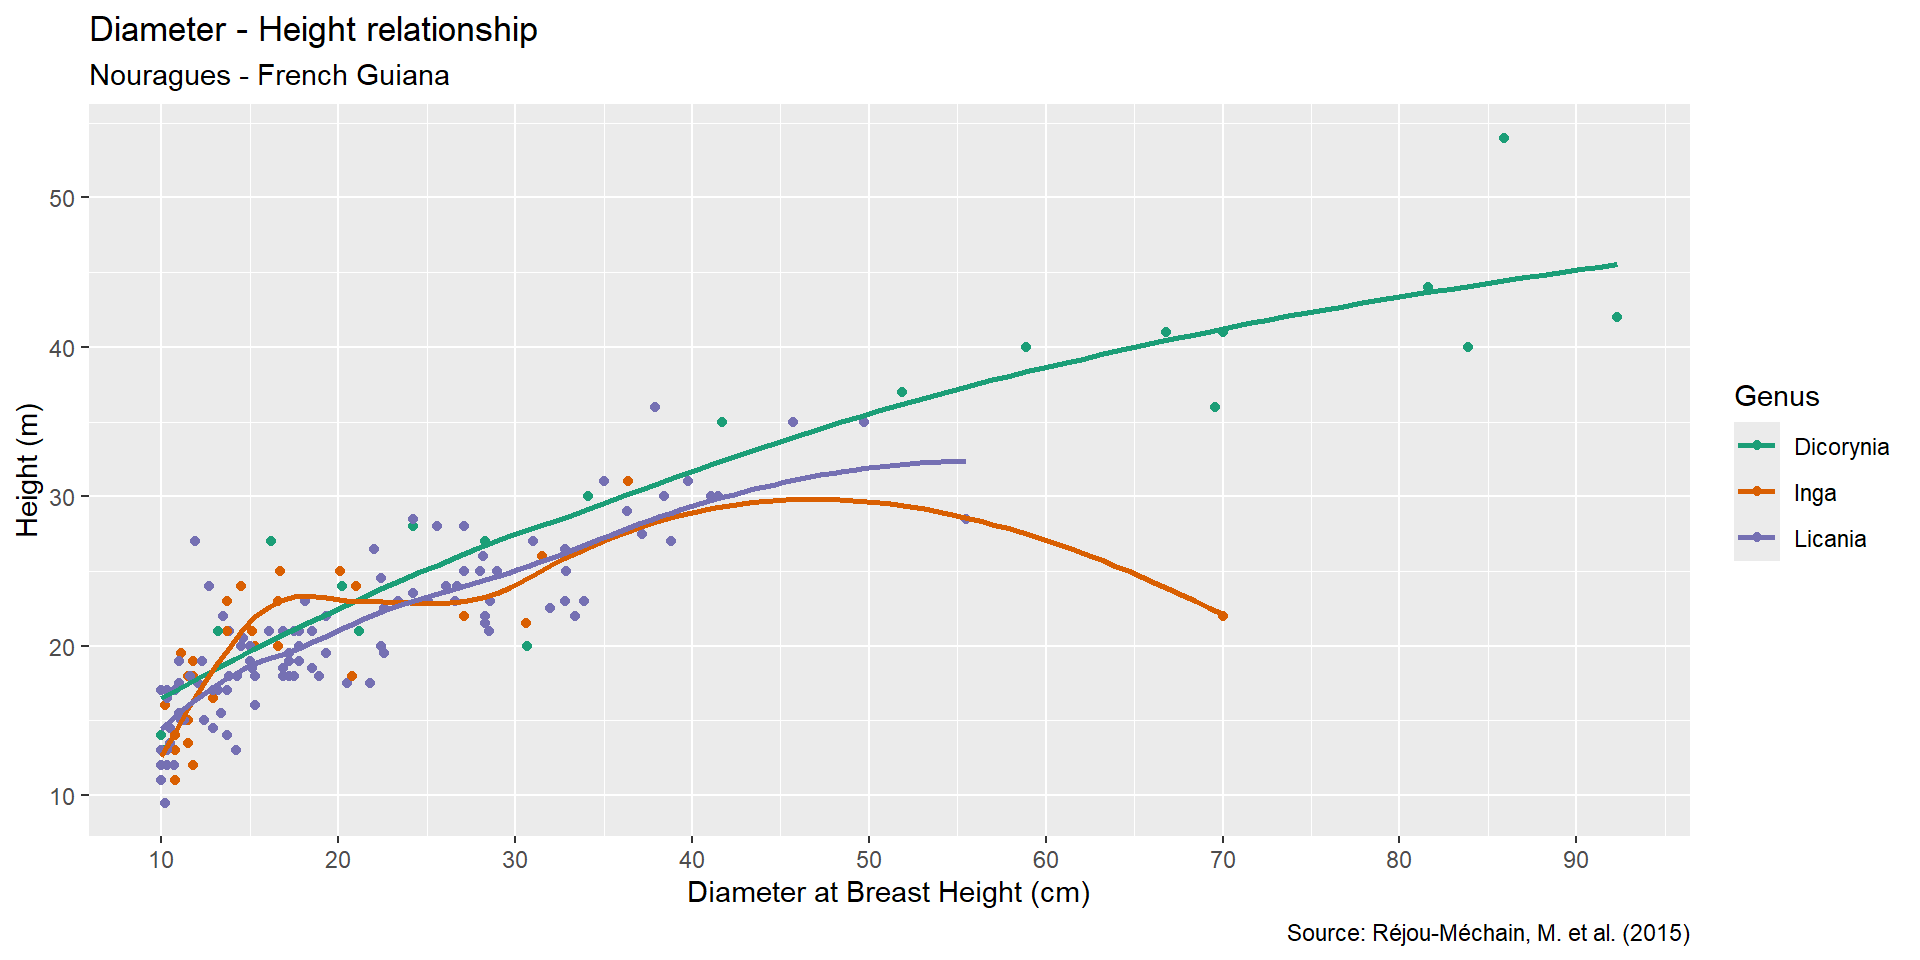 Diameter - Height relationship
Nouragues - French Guiana
Height (m)
50
40
30
20
10
10 20 30 40 50 60 70 80 90
Diameter at Breast Height (cm)
Genus
Dicorynia
Inga
Licania
Source: Réjou-Méchain, M. et al. (2015)